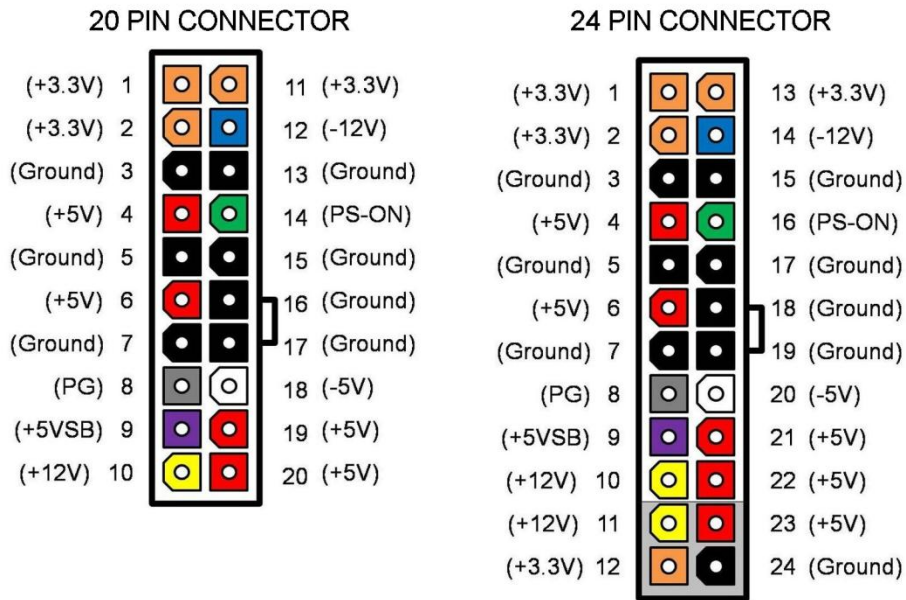 20 PIN CONNECTOR
(+3.3V) 1
(+3.3V) 2
(Ground) 3
(+5V) 4
(Ground) 5
(+5V) 6
(Ground) 7
(PG) 8
(+5VSB) 9
(+12V) 10
11 (+3.3V)
12 (-12V)
13 (Ground)
14 (PS-ON)
15 (Ground)
16 (Ground)
17 (Ground)
18 (-5V)
19 (+5V)
20 (+5V)
24 PIN CONNECTOR
(+3.3V) 1
(+3.3V) 2
(Ground) 3
(+5V) 4
(Ground) 5
(+5V) 6
(Ground) 7
(PG) 8
(+5VSB) 9
(+12V) 10
(+12V) 11
(+3.3V) 12
13 (+3.3V)
14 (-12V)
15 (Ground)
16 (PS-ON)
17 (Ground)
18 (Ground)
19 (Ground)
20 (-5V)
21 (+5V)
22 (+5V)
23 (+5V)
24 (Ground)